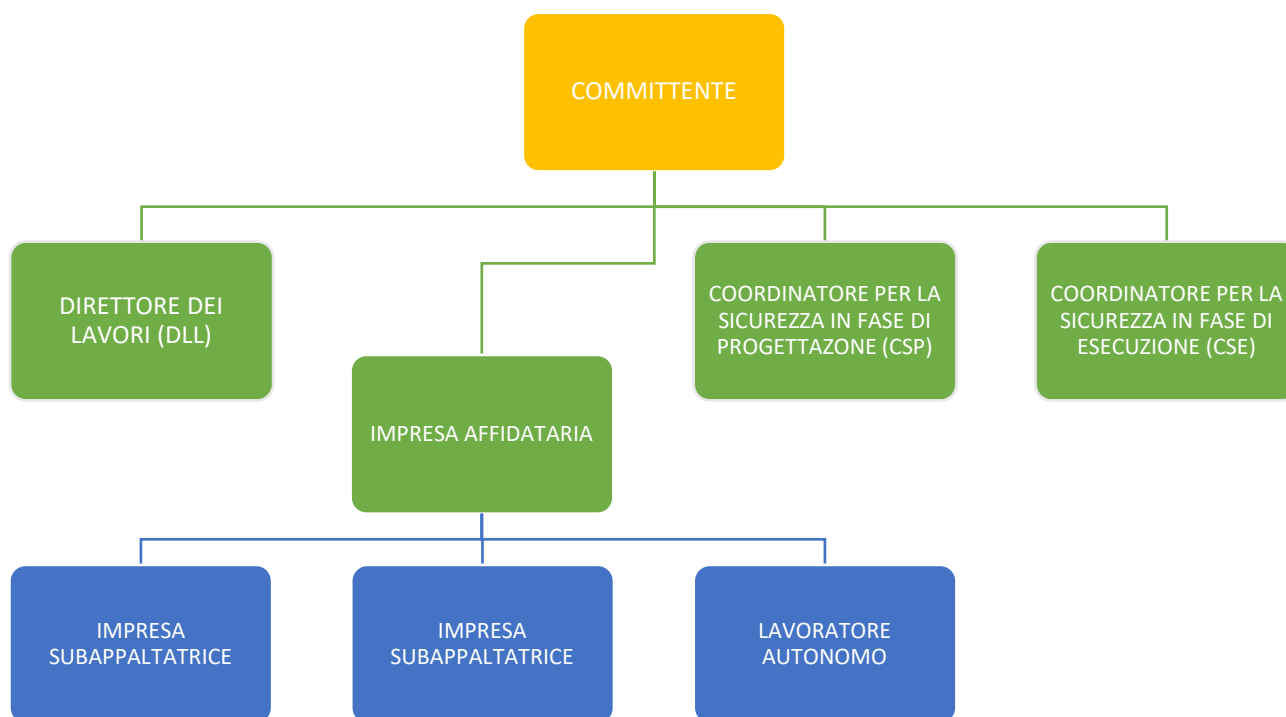 COMMITTENTE
DIRETTORE DEI
LAVORI (DLL)
COORDINATORE PER LA
SICUREZZA IN FASE DI
PROGETTAZONE (CSP)
COORDINATORE PER LA
SICUREZZA IN FASE DI
ESECUZIONE (CSE)
IMPRESA AFFIDATARIA
IMPRESA
SUBAPPALTATRICE
IMPRESA
SUBAPPALTATRICE
LAVORATORE
AUTONOMO